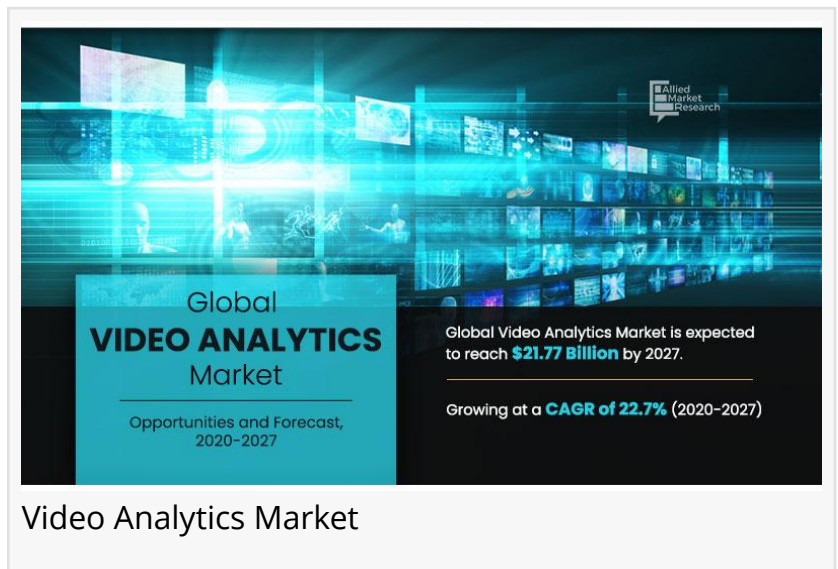 Allied
Market
Research
Global
VIDEO ANALYTICS
Market
Opportunities and Forecast,
2020-2027
Global Video Analytics Market is expected
to reach $21.77 Billion by 2027.
Growing at a CAGR of 22.7% (2020-2027)
Video Analytics Market